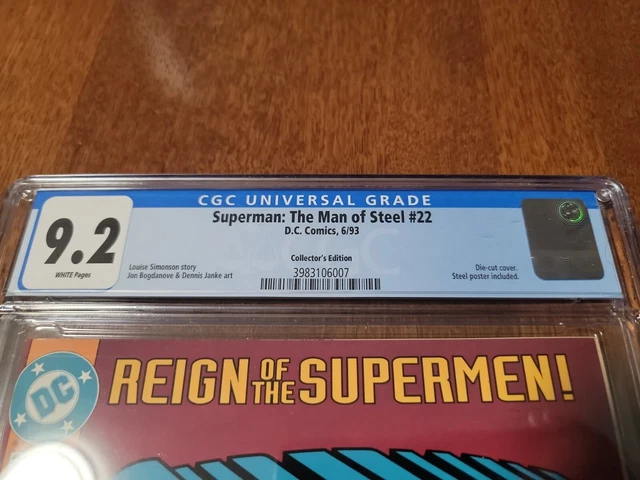 CGC UNIVERSAL GRADE
9.2
WHITE Pages
Superman: The Man of Steel #22
D.C. Comics, 6/93
Louise Simonson story
Jon Bogdanove & Dennis Janke art
Collector's Edition
3983106007
Die-cut cover.
Steel poster included.
DC
REIGN OF THE SUPERMEN!